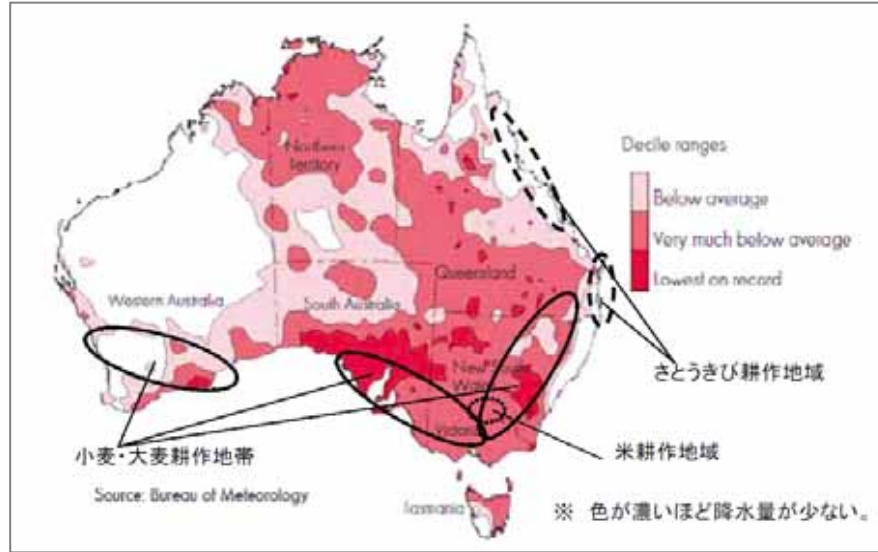 Decile ranges
Below average
Very much below average
Lowest on record
Northern
Territory
Queensland
Western Australia
South Australia
New South
Wales
Victoria
Tasmania
さとうきび耕作地域
米耕作地域
小麦・大麦耕作地帯
Source: Bureau of Meteorology
※ 色が濃いほど降水量が少ない。